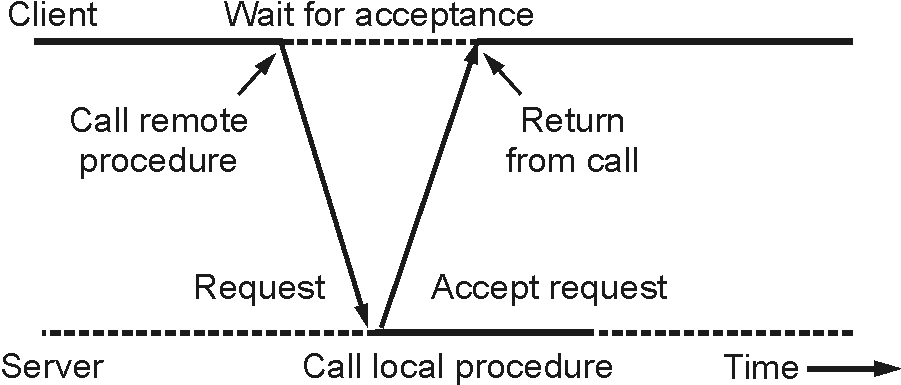 Client
Wait for acceptance
Call remote
procedure
Return
from call
Request
Accept request
Server
Call local procedure
Time